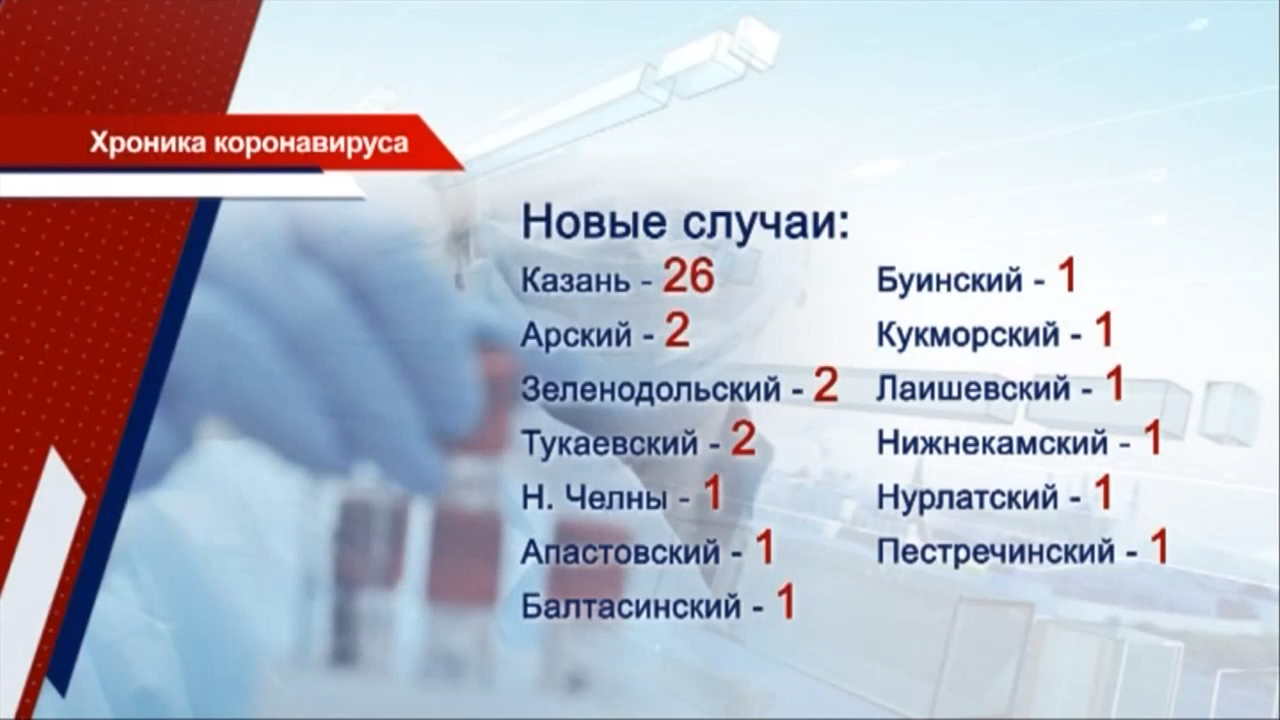 Хроника коронавируса
Новые случаи:
Казань - 26
Арский - 2
Зеленодольский - 2
Тукаевский - 2
Н. Челны - 1
Апастовский - 1
Балтасинский - 1
Буинский - 1
Кукморский - 1
Лаишевский - 1
Нижнекамский - 1
Нурлатский - 1
Пестречинский - 1